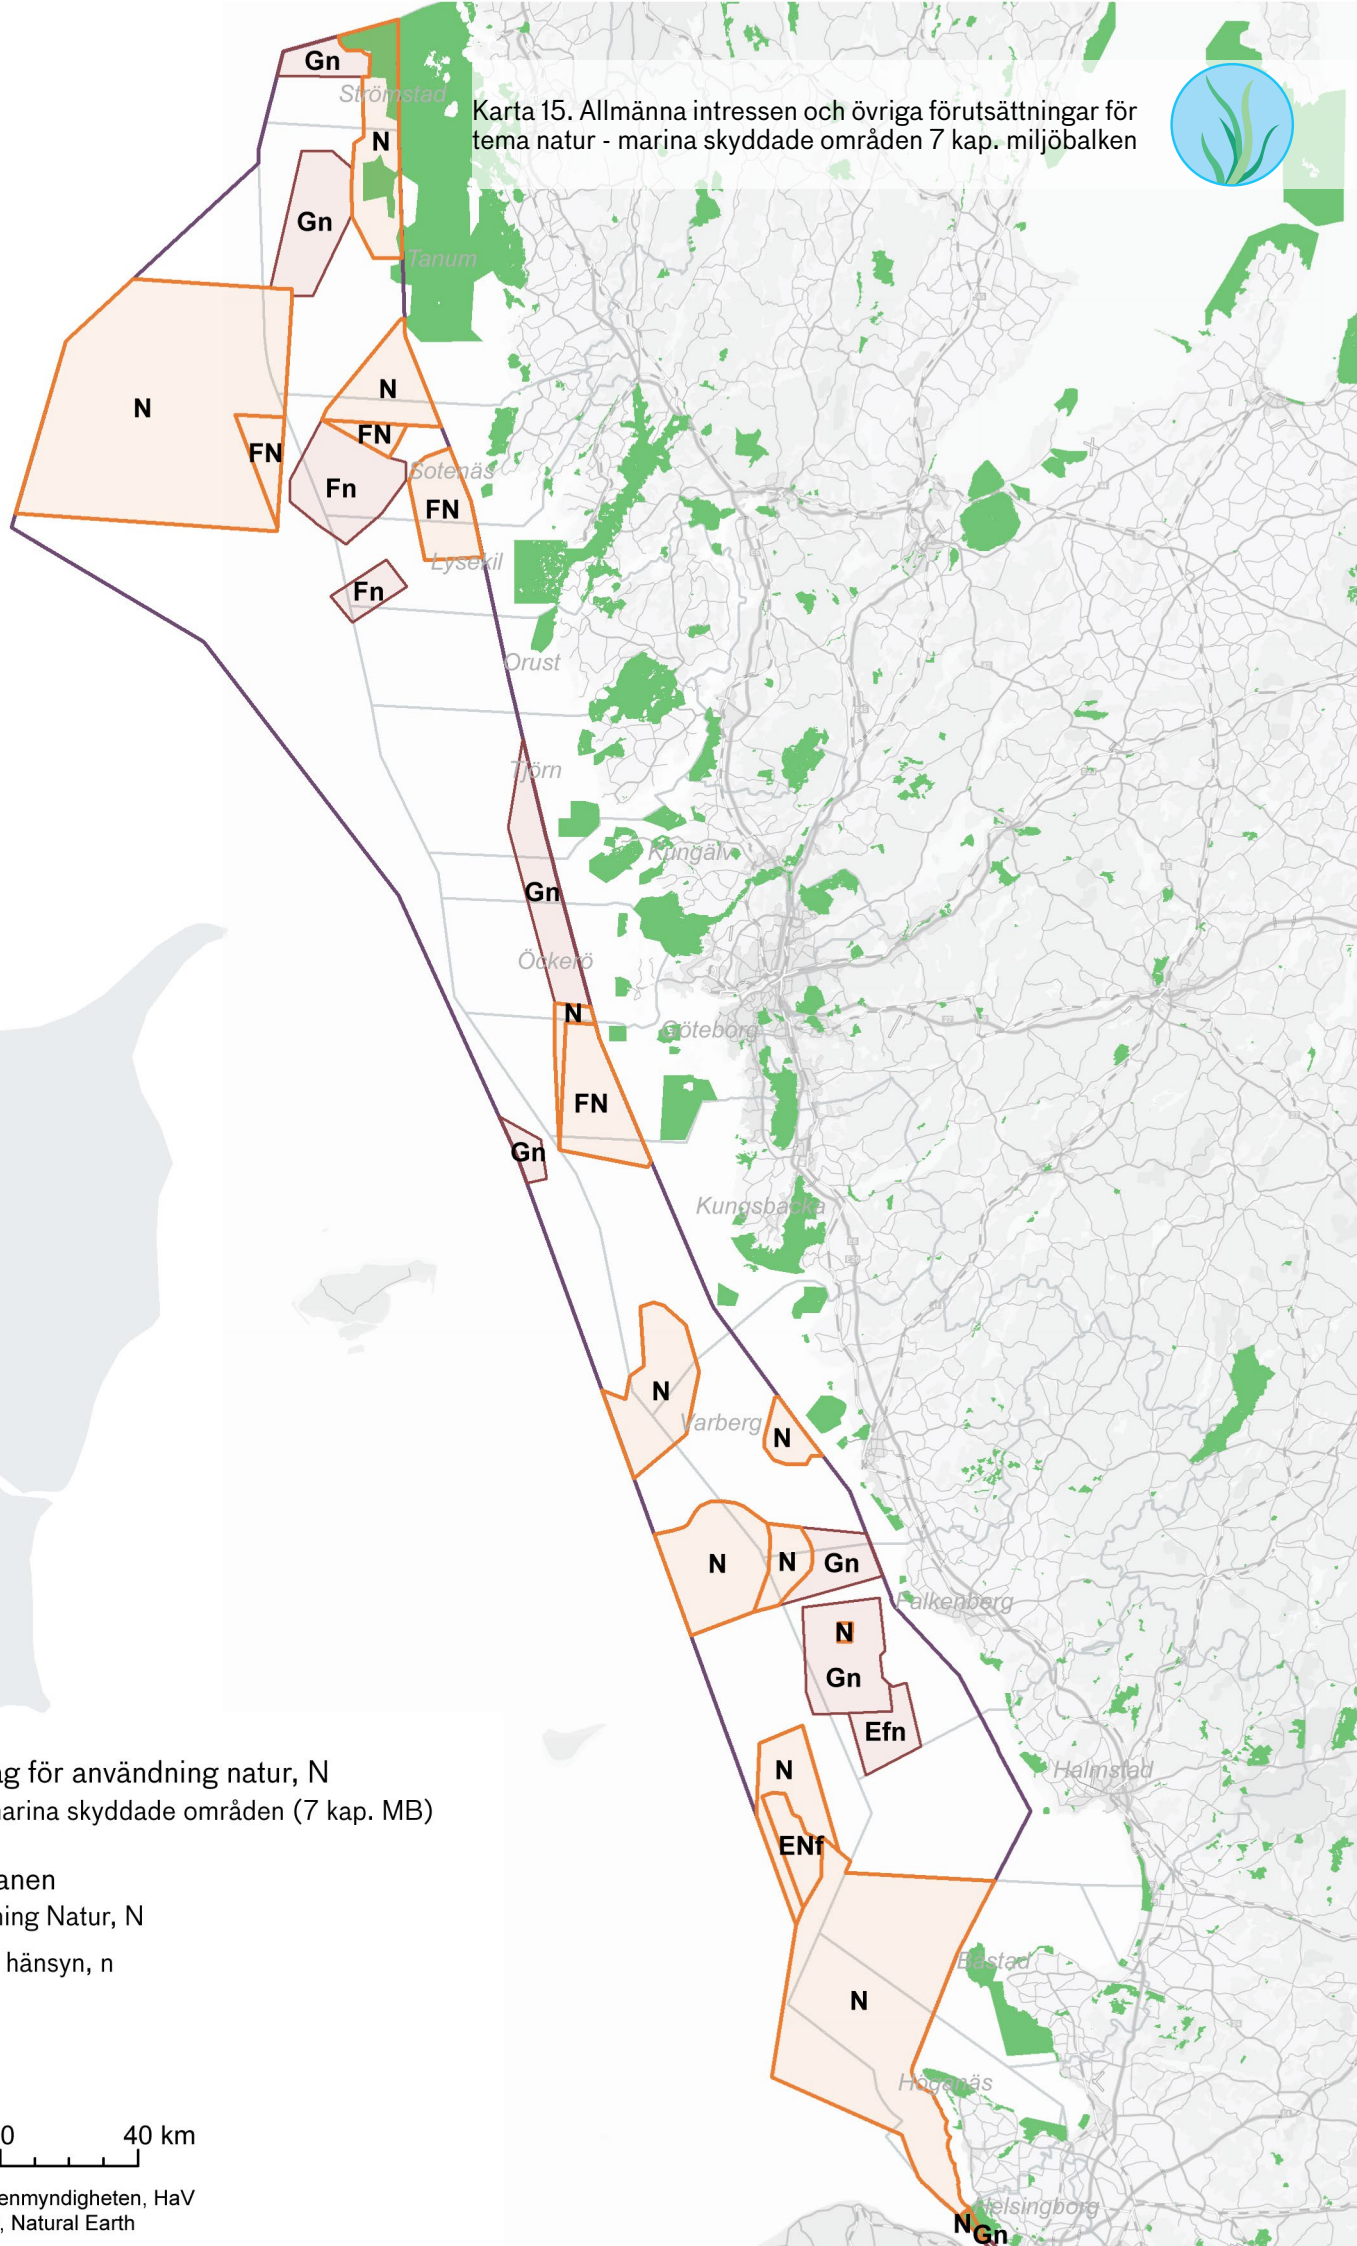 Karta 15. Allmänna intressen och övriga förutsättningar för
tema natur - marina skyddade områden 7 kap. miljöbalken
Gn
Strömstad
N
Gn
Tanum
N
N
FN
FN
Sotenäs
Fn
FN
Lysekil
Fn
Orust
Tjörn
Kungälv
Gn
Öckerö
N
Göteborg
FN
Gn
Kungsbacka
N
Varberg
N
N
N
Gn
Falkenberg
N
Gn
Efn
N
Halmstad
ENf
Båstad
N
Höganäs
Helsingborg
N
Gn
för användning natur, N
marina skyddade områden (7 kap. MB)
Natur, N
hänsyn, n
0
40 km
HaV
, Natural Earth